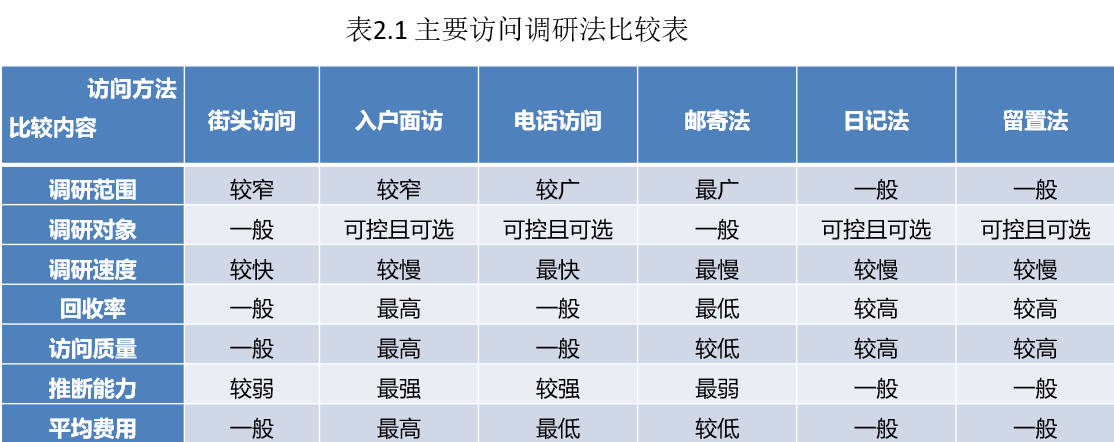 表2.1 主要访问调研法比较表
访问方法
比较内容
街头访问 入户面访 电话访问 邮寄法 日记法 留置法
调研范围 较窄 较窄 较广 最广 一般 一般
调研对象 一般 可控且可选 可控且可选 一般 可控且可选 可控且可选
调研速度 较快 较慢 最快 最慢 较慢 较慢
回收率 一般 最高 一般 最低 较高 较高
访问质量 一般 最高 一般 较低 较高 较高
推断能力 较弱 最强 较强 最弱 一般 一般
平均费用 一般 最高 最低 较低 一般 一般